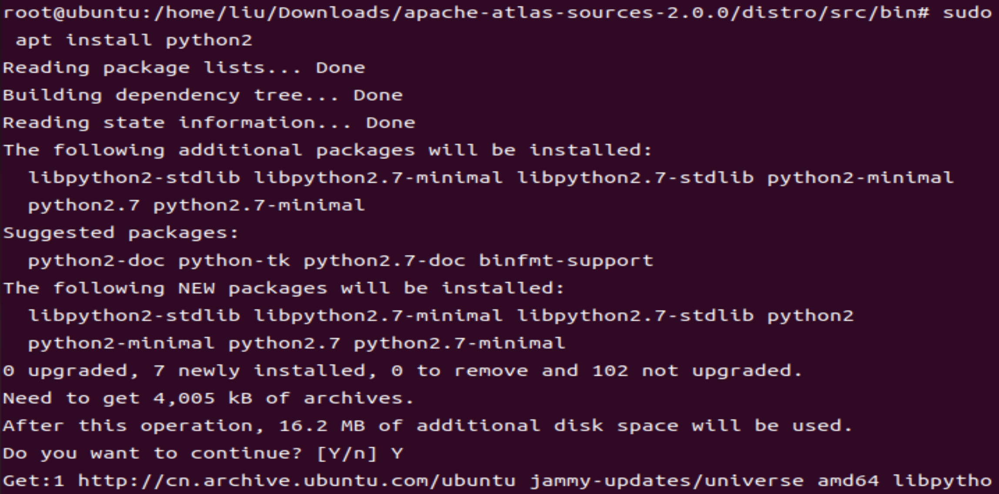 root@ubuntu:/home/liu/Downloads/apache-atlas-sources-2.0.0/distro/src/bin# sudo
 apt install python2
Reading package lists... Done
Building dependency tree... Done
Reading state information... Done
The following additional packages will be installed:
  libpython2-stdlib libpython2.7-minimal libpython2.7-stdlib python2-minimal
  python2.7 python2.7-minimal
Suggested packages:
  python2-doc python-tk python2.7-doc binfmt-support
The following NEW packages will be installed:
  libpython2-stdlib libpython2.7-minimal libpython2.7-stdlib python2
  python2-minimal python2.7 python2.7-minimal
0 upgraded, 7 newly installed, 0 to remove and 102 not upgraded.
Need to get 4,005 kB of archives.
After this operation, 16.2 MB of additional disk space will be used.
Do you want to continue? [Y/n] Y
Get:1 http://cn.archive.ubuntu.com/ubuntu jammy-updates/universe amd64 libpytho